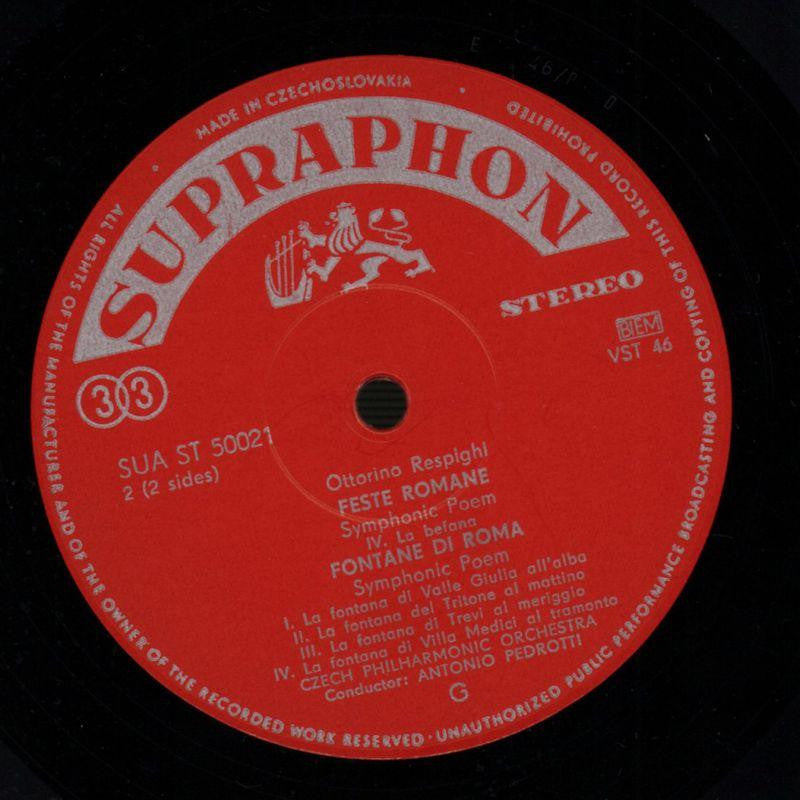 MADE IN CZECHOSLOVAKIA
ALL RIGHTS OF THE MANUFACTURER AND OF THE OWNER OF THE RECORDED WORK RESERVED · UNAUTHORIZED PUBLIC PERFORMANCE BROADCASTING AND COPYING OF THIS RECORD PROHIBITED
SUPRAPHON
STEREO
BIEM
VST 46
33
SUA ST 50021
2 (2 sides)
Ottorino Respighi
FESTE ROMANE
Symphonic Poem
IV. La befana
FONTANE DI ROMA
Symphonic Poem
I. La fontana di Valle Giulia all'alba
II. La fontana del Tritone al mattino
III. La fontana di Trevi al meriggio
IV. La fontana di Villa Medici al tramonto
CZECH PHILHARMONIC ORCHESTRA
Conductor: ANTONIO PEDROTTI
G